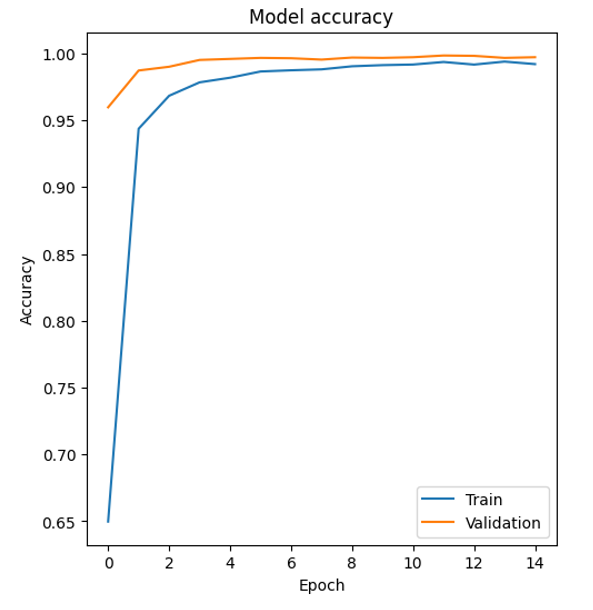 Model accuracy
1.00
0.95
0.90
0.85
0.80
0.75
0.70
0.65
Accuracy
Train
Validation
0 2 4 6 8 10 12 14
Epoch